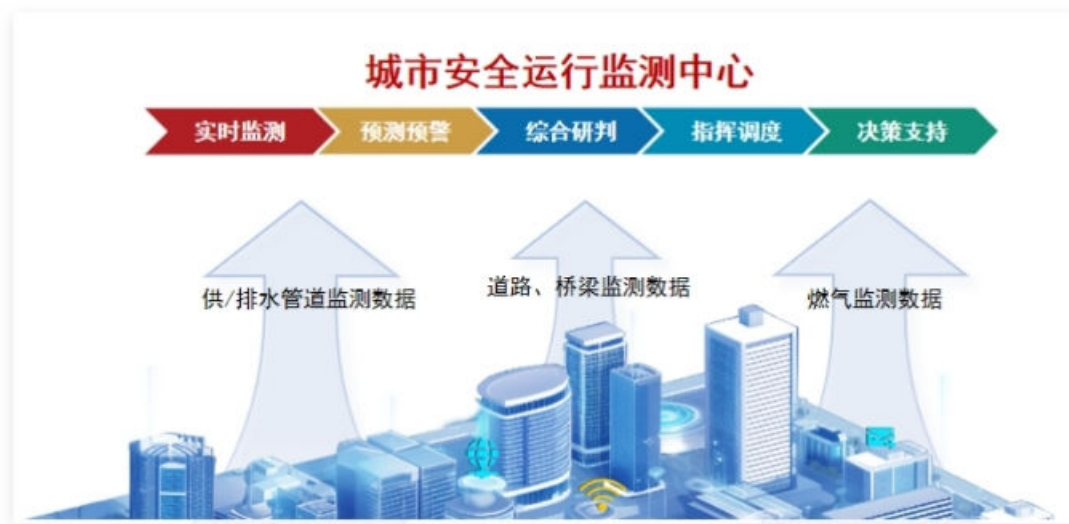 城市安全运行监测中心
实时监测 预测预警 综合研判 指挥调度 决策支持
供/排水管道监测数据 道路、桥梁监测数据 燃气监测数据